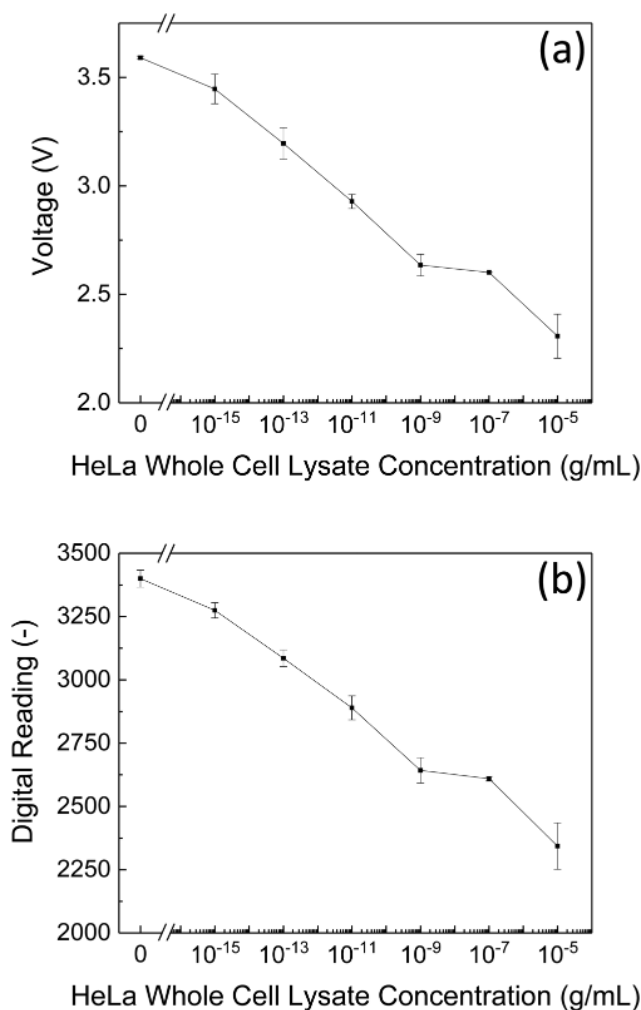 (a)
Voltage (V)
3.5
3.0
2.5
2.0
0 10⁻¹⁵ 10⁻¹³ 10⁻¹¹ 10⁻⁹ 10⁻⁷ 10⁻⁵
HeLa Whole Cell Lysate Concentration (g/mL)
(b)
Digital Reading (-)
3500
3250
3000
2750
2500
2250
2000
0 10⁻¹⁵ 10⁻¹³ 10⁻¹¹ 10⁻⁹ 10⁻⁷ 10⁻⁵
HeLa Whole Cell Lysate Concentration (g/mL)